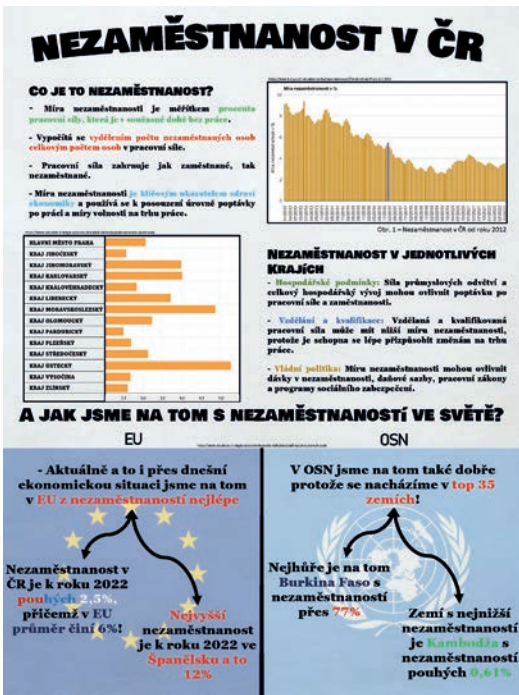 NEZAMĚSTNANOST V ČR
CO JE TO NEZAMĚSTNANOST?
- Míra nezaměstnanosti je měřítkem procenta
pracovní síly, která je v současné době bez práce.
- Vypočítá se vydělením počtu nezaměstnaných osob
celkovým počtem osob v pracovní síle.
- Pracovní síla zahrnuje jak zaměstnané, tak
nezaměstnané.
- Míra nezaměstnanosti je klíčovým ukazatelem zdraví
ekonomiky a používá se k posouzení úrovně poptávky
po práci a míry volnosti na trhu práce.
Míra nezaměstnanosti v %
Obr. 1 – Nezaměstnanost v ČR od roku 2012
HLAVNÍ MĚSTO PRAHA
KRAJ JIHOČESKÝ
KRAJ JIHOMORAVSKÝ
KRAJ KARLOVARSKÝ
KRAJ KRÁLOVÉHRADECKÝ
KRAJ LIBERECKÝ
KRAJ MORAVSKOSLEZSKÝ
KRAJ OLOMOUCKÝ
KRAJ PARDUBICKÝ
KRAJ PLZEŇSKÝ
KRAJ STŘEDOČESKÝ
KRAJ ÚSTECKÝ
KRAJ VYSOČINA
KRAJ ZLÍNSKÝ
NEZAMĚSTNANOST V JEDNOTLIVÝCH
KRAJÍCH
- Hospodářské podmínky: Síla průmyslových odvětví a
celkový hospodářský vývoj mohou ovlivnit poptávku po
pracovní síle a zaměstnanosti.
- Vzdělání a kvalifikace: Vzdělaná a kvalifikovaná
pracovní síla může mít nižší míru nezaměstnanosti,
protože je schopna se lépe přizpůsobit změnám na trhu
práce.
- Vládní politika: Míru nezaměstnanosti mohou ovlivnit
dávky v nezaměstnanosti, daňové sazby, pracovní zákony
a programy sociálního zabezpečení.
A JAK JSME NA TOM S NEZAMĚSTNANOSTÍ VE SVĚTĚ?
EU
- Aktuálně a to i přes dnešní
ekonomickou situaci jsme na tom
v EU z nezaměstnaností nejlépe
Nezaměstnanost v
ČR je k roku 2022
pouhých 2,5%,
přičemž v EU
průměr činí 6%!
Nejvyšší
nezaměstnanost
je k roku 2022 ve
Španělsku a to
12%
OSN
V OSN jsme na tom také dobře
protože se nacházíme v top 35
zemích!
Nejhůře je na tom
Burkina Faso s
nezaměstností
přes 77%
Zemí s nejnižší
nezaměstnaností
je Kambodža s
nezaměstnaností
pouhých 0,61%